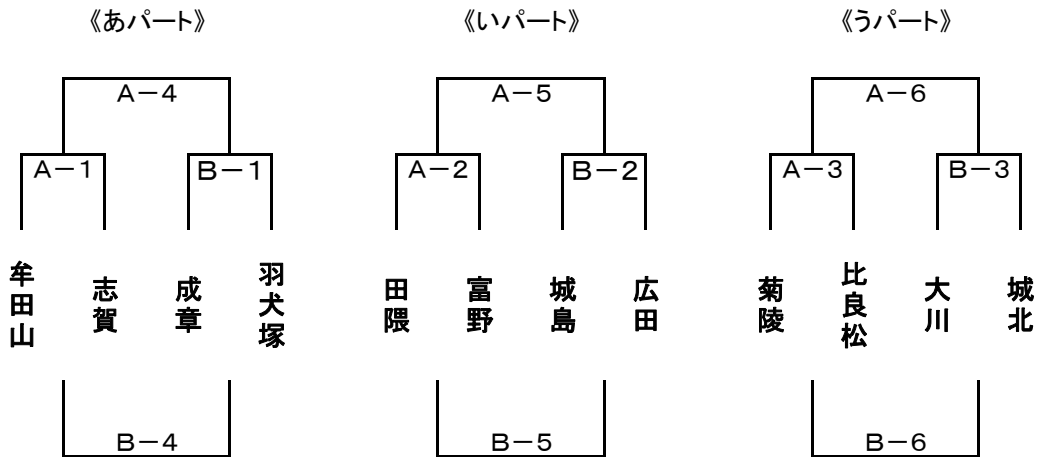 《あパート》 《いパート》 《うパート》
A－4 A－5 A－6
A－1 B－1 A－2 B－2 A－3 B－3
牟田山 志賀 成章 羽犬塚 田隈 富野 城島 広田 菊陵 比良松 大川 城北
B－4 B－5 B－6